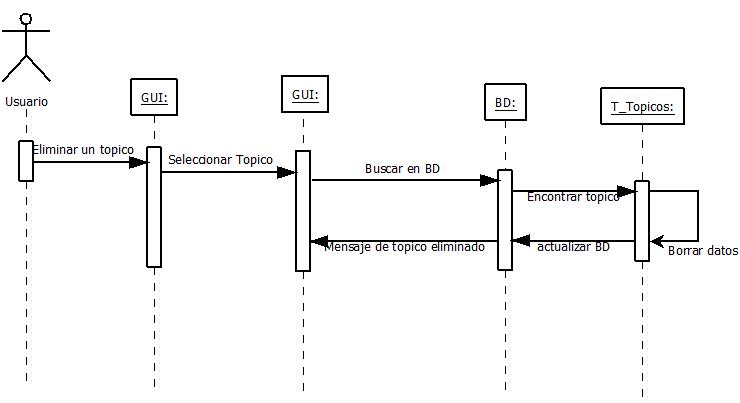 Usuario
GUI:
GUI:
BD:
T_Topicos:
Eliminar un topico
Seleccionar Topico
Buscar en BD
Encontrar topico
Mensaje de topico eliminado
actualizar BD
Borrar datos